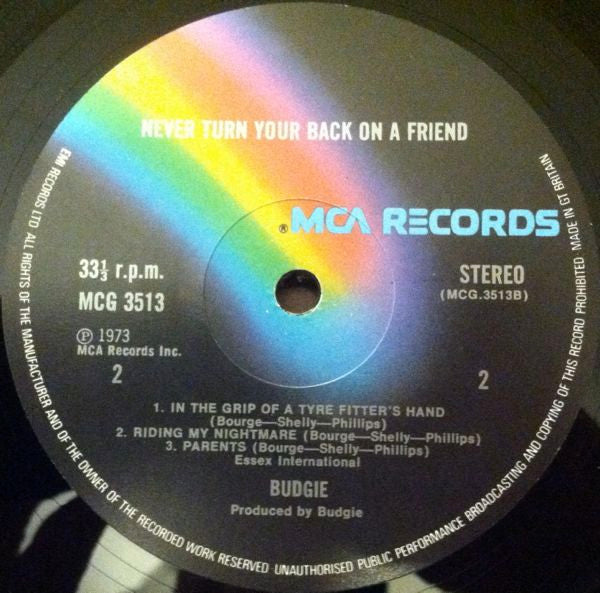 NEVER TURN YOUR BACK ON A FRIEND
®MCA RECORDS
33⅓ r.p.m.
MCG 3513
STEREO
(MCG.3513B)
℗ 1973
MCA Records Inc.
2
2
1. IN THE GRIP OF A TYRE FITTER'S HAND
(Bourge—Shelly—Phillips)
2. RIDING MY NIGHTMARE (Bourge—Shelly—Phillips)
3. PARENTS (Bourge—Shelly—Phillips)
Essex International
BUDGIE
Produced by Budgie
EMI RECORDS LTD ALL RIGHTS OF THE MANUFACTURER AND OF THE OWNER OF THE RECORDED WORK RESERVED UNAUTHORISED PUBLIC PERFORMANCE BROADCASTING AND COPYING OF THIS RECORD PROHIBITED MADE IN GT BRITAIN